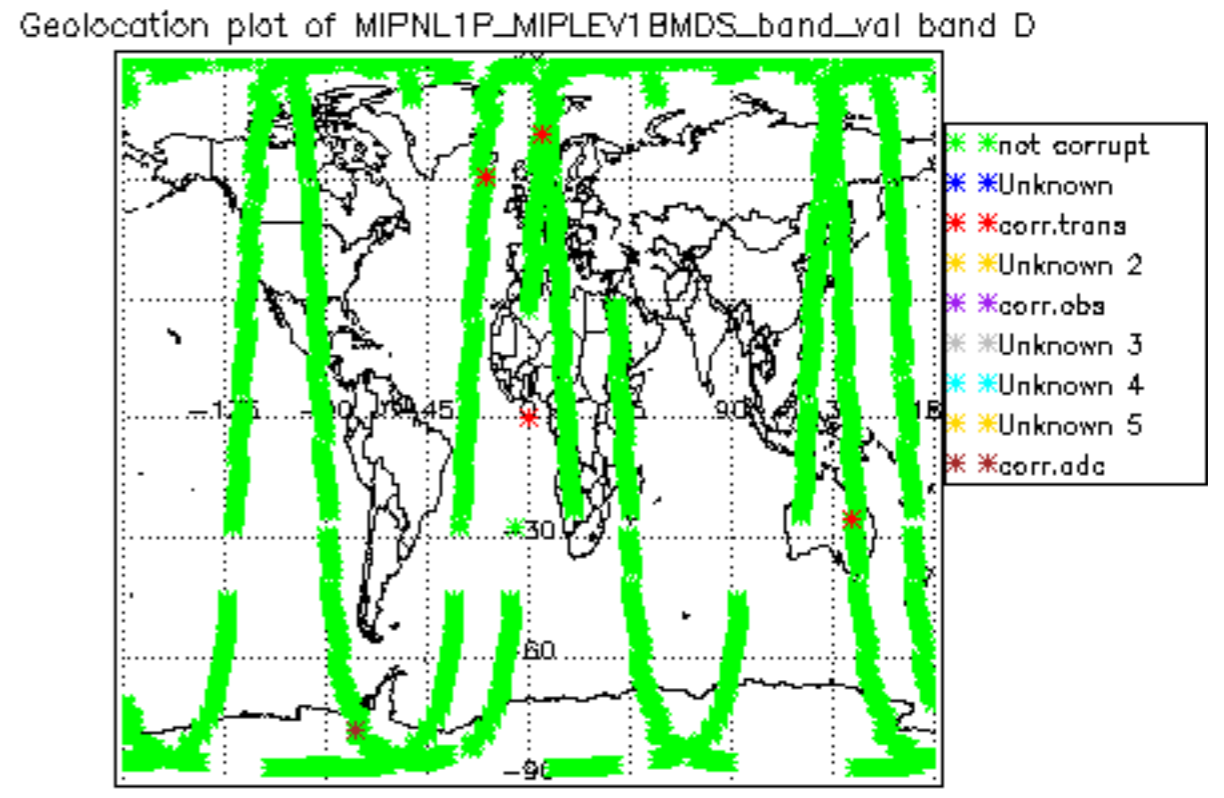 Geolocation plot of MIPNL1P_MIPLEV1BMDS_band_val band D
not corrupt
Unknown
corr.trans
Unknown 2
corr.obs
Unknown 3
Unknown 4
Unknown 5
corr.adc
-45
90
-30
-60
-90